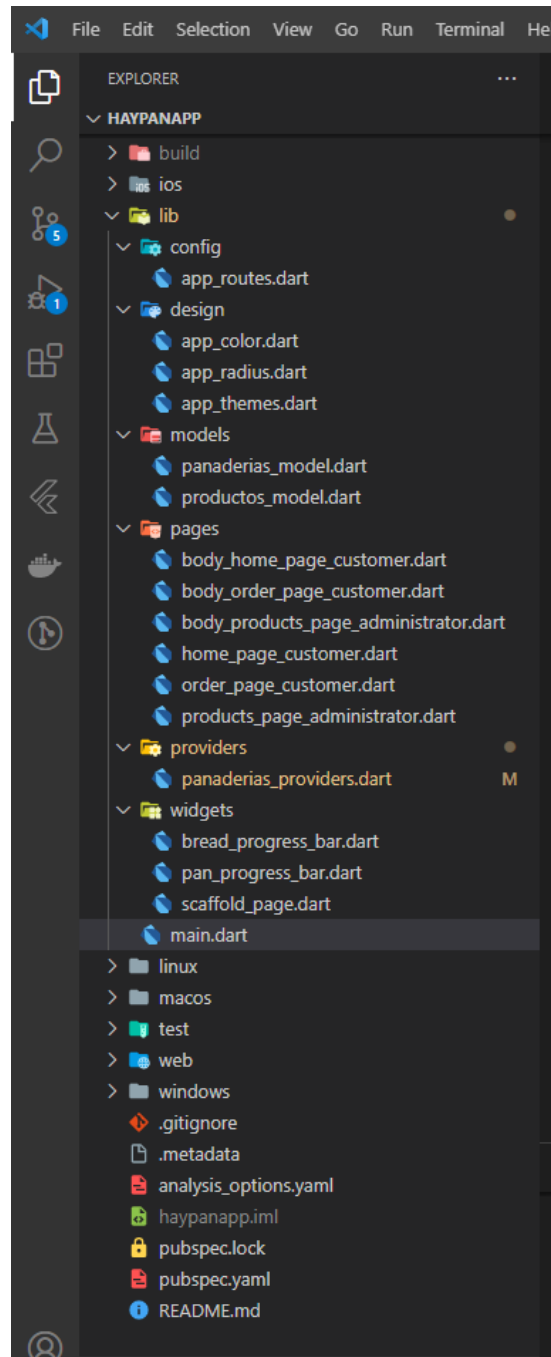 File Edit Selection View Go Run Terminal He
EXPLORER
HAYPANAPP
build
iOS ios
lib
5
config
app_routes.dart
1
design
app_color.dart
app_radius.dart
app_themes.dart
models
panaderias_model.dart
productos_model.dart
pages
body_home_page_customer.dart
body_order_page_customer.dart
body_products_page_administrator.dart
home_page_customer.dart
order_page_customer.dart
products_page_administrator.dart
providers
panaderias_providers.dart M
widgets
bread_progress_bar.dart
pan_progress_bar.dart
scaffold_page.dart
main.dart
linux
macos
test
web
windows
.gitignore
.metadata
analysis_options.yaml
haypanapp.iml
pubspec.lock
pubspec.yaml
README.md